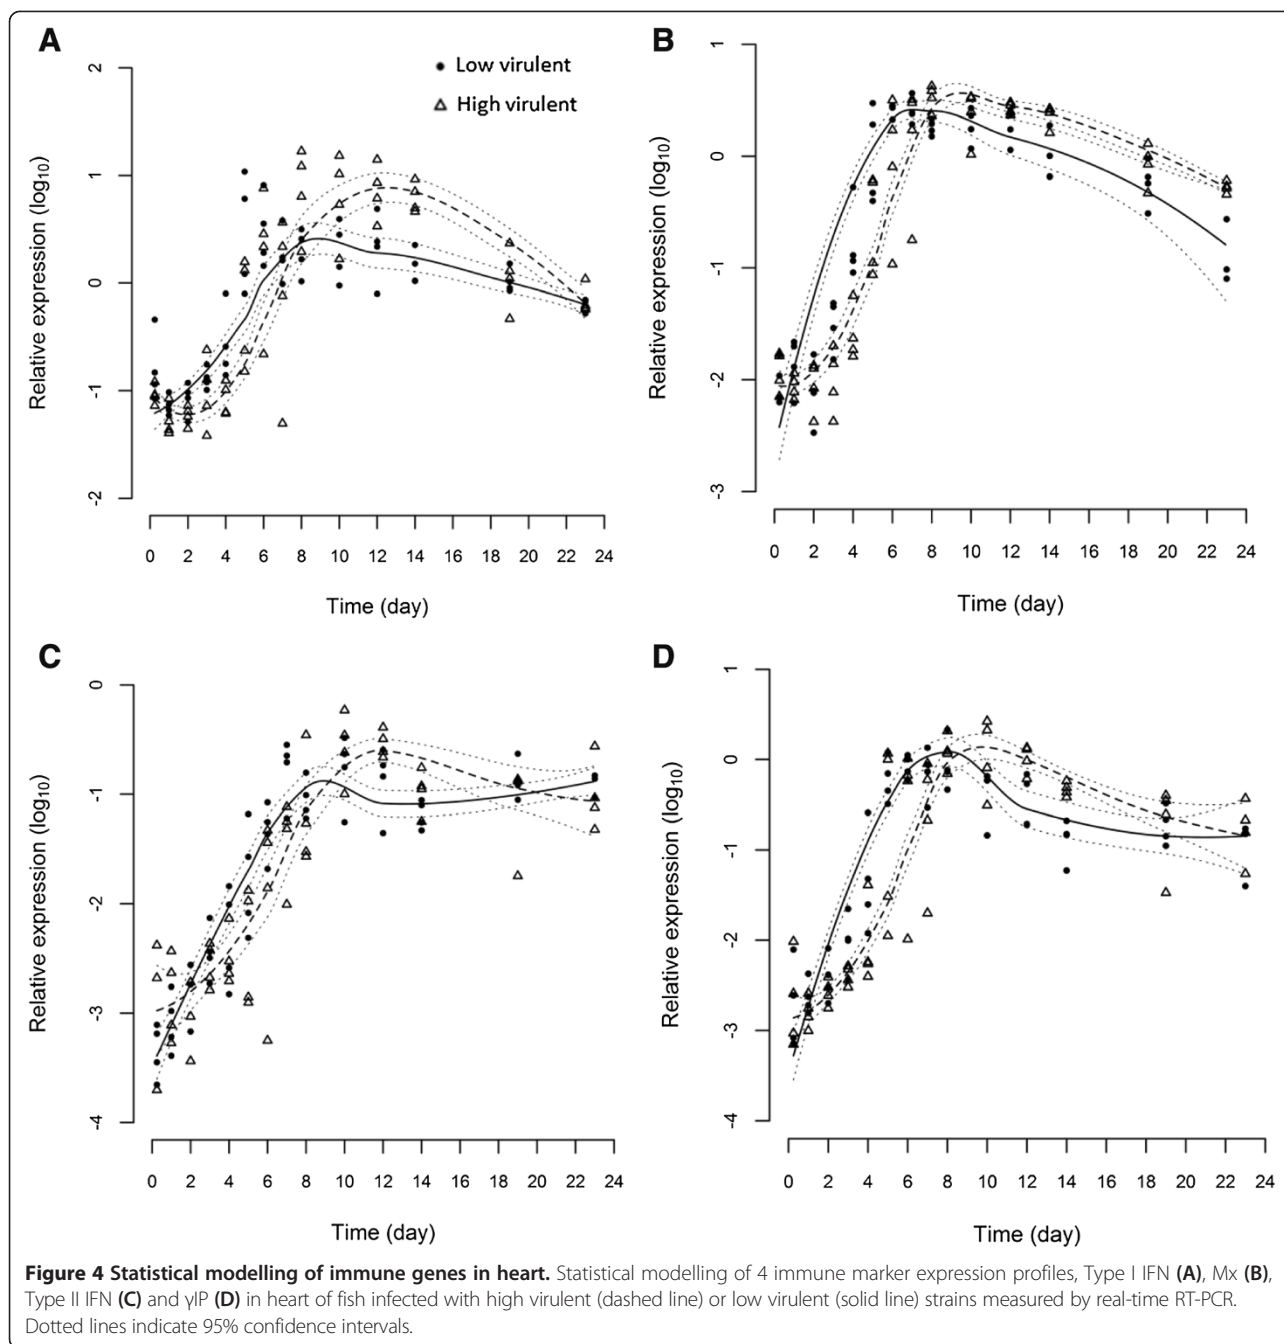 A
Low virulent
High virulent
Relative expression (log10)
2
1
0
-1
-2
0 2 4 6 8 10 12 14 16 18 20 22 24
Time (day)
B
Relative expression (log10)
1
0
-1
-2
-3
0 2 4 6 8 10 12 14 16 18 20 22 24
Time (day)
C
Relative expression (log10)
0
-1
-2
-3
-4
0 2 4 6 8 10 12 14 16 18 20 22 24
Time (day)
D
Relative expression (log10)
1
0
-1
-2
-3
-4
0 2 4 6 8 10 12 14 16 18 20 22 24
Time (day)
Figure 4 Statistical modelling of immune genes in heart. Statistical modelling of 4 immune marker expression profiles, Type I IFN (A), Mx (B),
Type II IFN (C) and γIP (D) in heart of fish infected with high virulent (dashed line) or low virulent (solid line) strains measured by real-time RT-PCR.
Dotted lines indicate 95% confidence intervals.